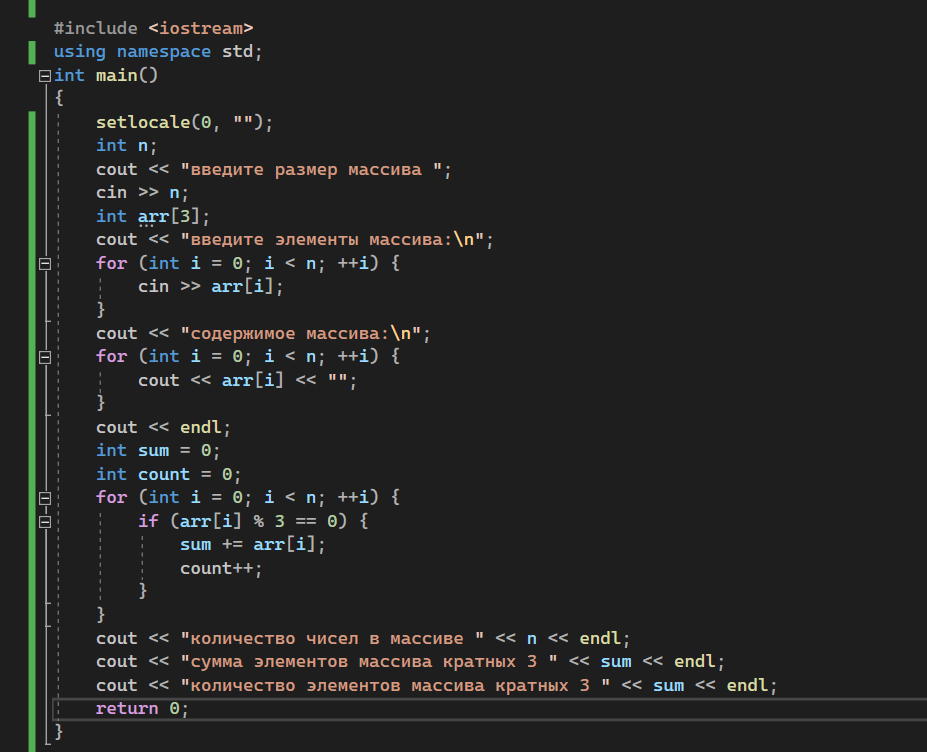 #include <iostream>
using namespace std;
int main()
{
setlocale(0, "");
int n;
cout << "введите размер массива ";
cin >> n;
int arr[3];
cout << "введите элементы массива:\n";
for (int i = 0; i < n; ++i) {
cin >> arr[i];
}
cout << "содержимое массива:\n";
for (int i = 0; i < n; ++i) {
cout << arr[i] << "";
}
cout << endl;
int sum = 0;
int count = 0;
for (int i = 0; i < n; ++i) {
if (arr[i] % 3 == 0) {
sum += arr[i];
count++;
}
}
cout << "количество чисел в массиве " << n << endl;
cout << "сумма элементов массива кратных 3 " << sum << endl;
cout << "количество элементов массива кратных 3 " << sum << endl;
return 0;
}